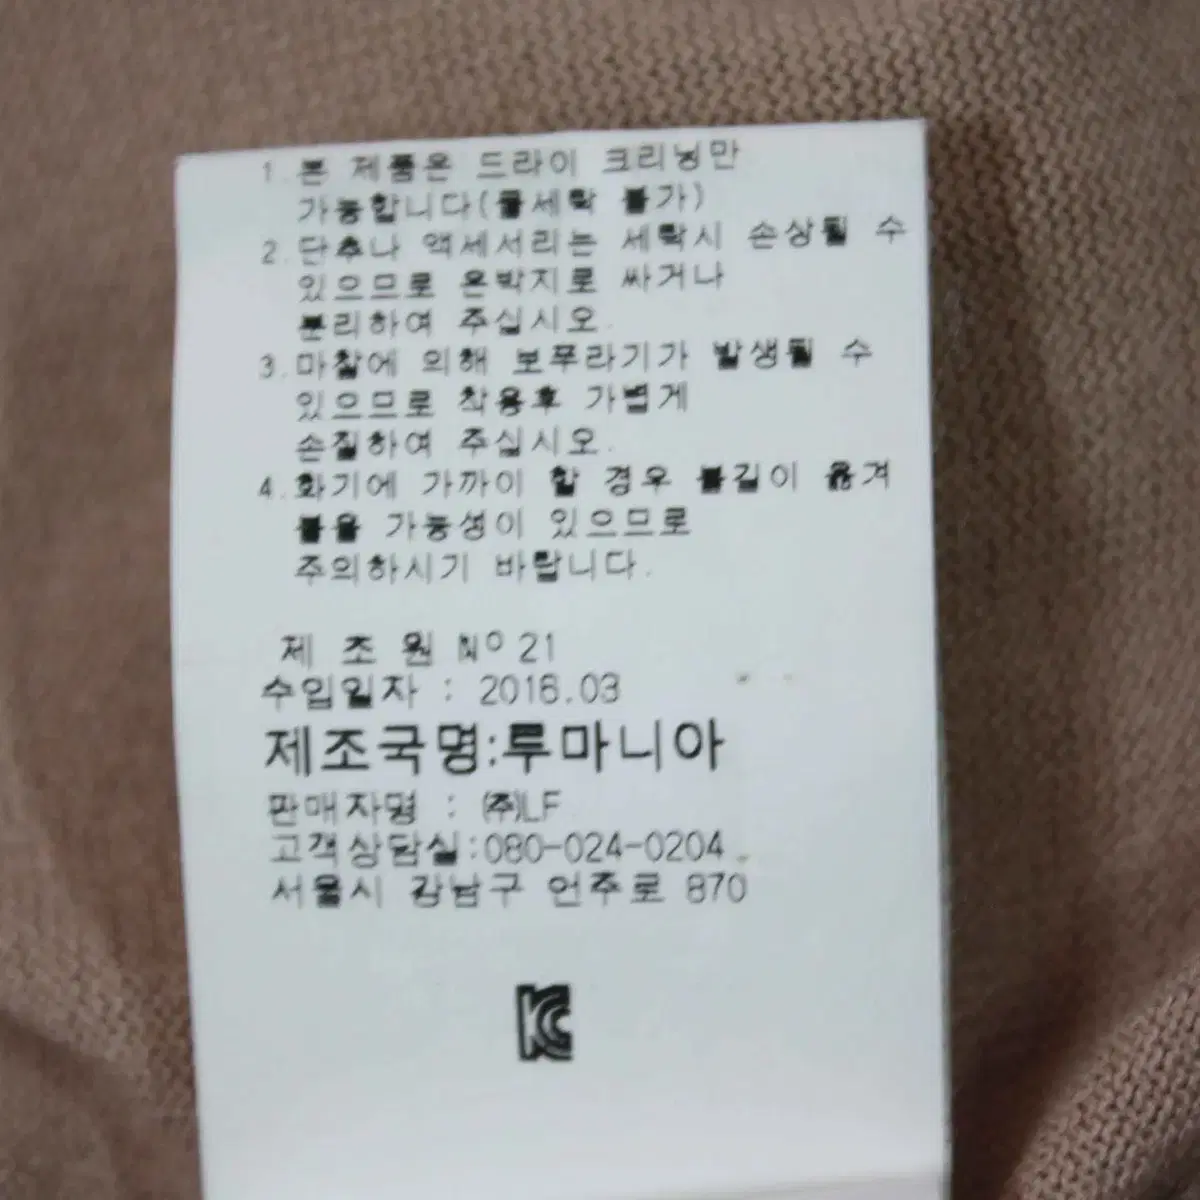 1. 본 제품은 드라이 크리닝만
가능합니다(물세탁 불가)
2. 단추나 액세서리는 세탁시 손상될 수
있으므로 은박지로 싸거나
분리하여 주십시오.
3. 마찰에 의해 보푸라기가 발생될 수
있으므로 착용후 가볍게
손질하여 주십시오.
4. 화기에 가까이 할 경우 불길이 옮겨
붙을 가능성이 있으므로
주의하시기 바랍니다.
제 조 원 Nº 21
수입일자 : 2016.03
제조국명:루마니아
판매자명 : ㈜LF
고객상담실:080-024-0204
서울시 강남구 언주로 870
KC